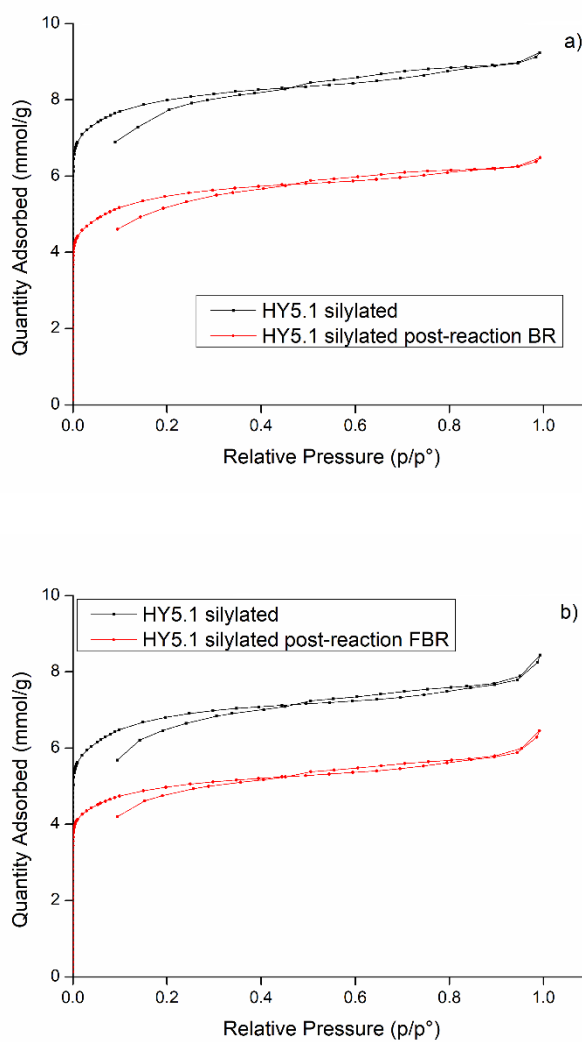 a)
10
8
6
4
2
0
Quantity Adsorbed (mmol/g)
HY5.1 silylated
HY5.1 silylated post-reaction BR
0.0 0.2 0.4 0.6 0.8 1.0
Relative Pressure (p/p°)
b)
10
8
6
4
2
0
Quantity Adsorbed (mmol/g)
HY5.1 silylated
HY5.1 silylated post-reaction FBR
0.0 0.2 0.4 0.6 0.8 1.0
Relative Pressure (p/p°)